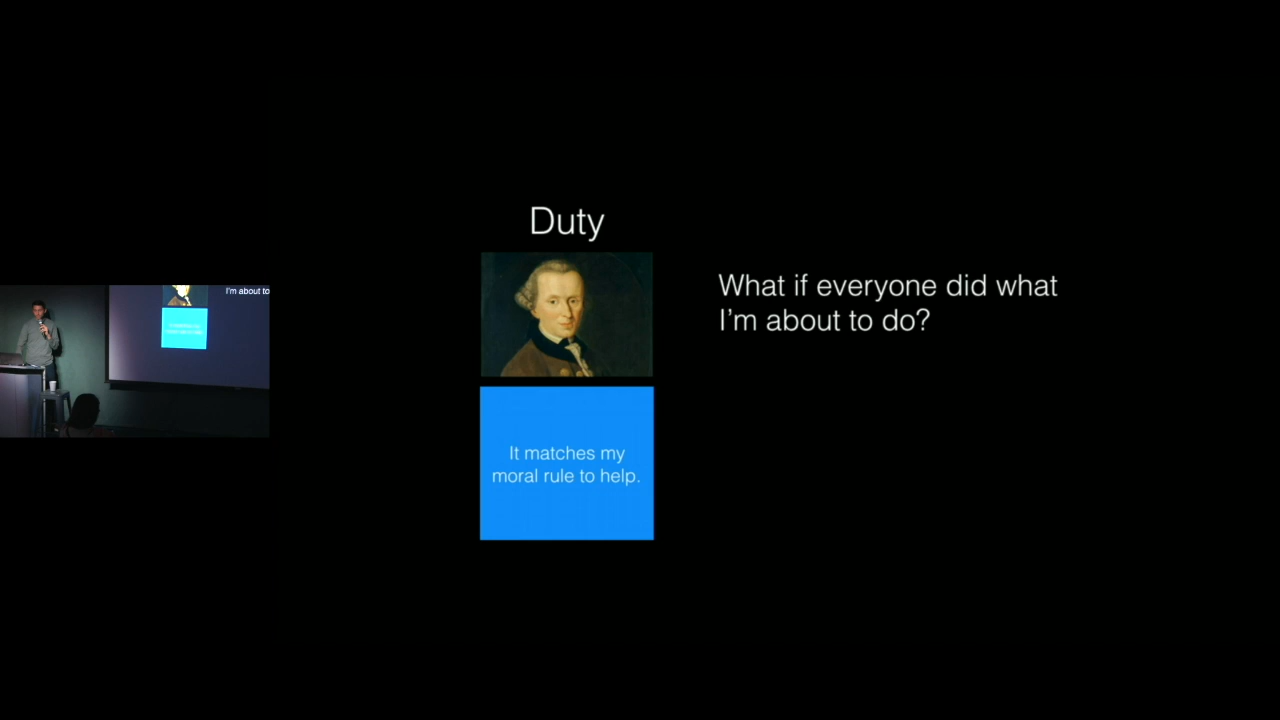 Duty
What if everyone did what
I'm about to do?
It matches my
moral rule to help.
I'm about to